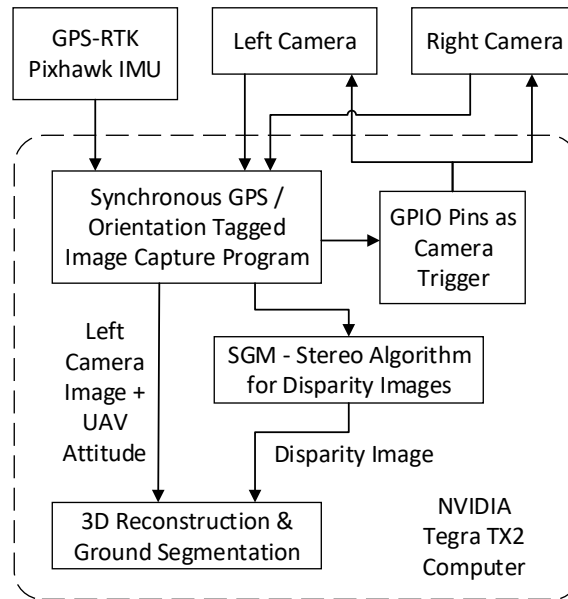 GPS-RTK
Pixhawk IMU
Left Camera
Right Camera
Synchronous GPS /
Orientation Tagged
Image Capture Program
GPIO Pins as
Camera
Trigger
Left
Camera
Image +
UAV
Attitude
SGM - Stereo Algorithm
for Disparity Images
Disparity Image
3D Reconstruction &
Ground Segmentation
NVIDIA
Tegra TX2
Computer